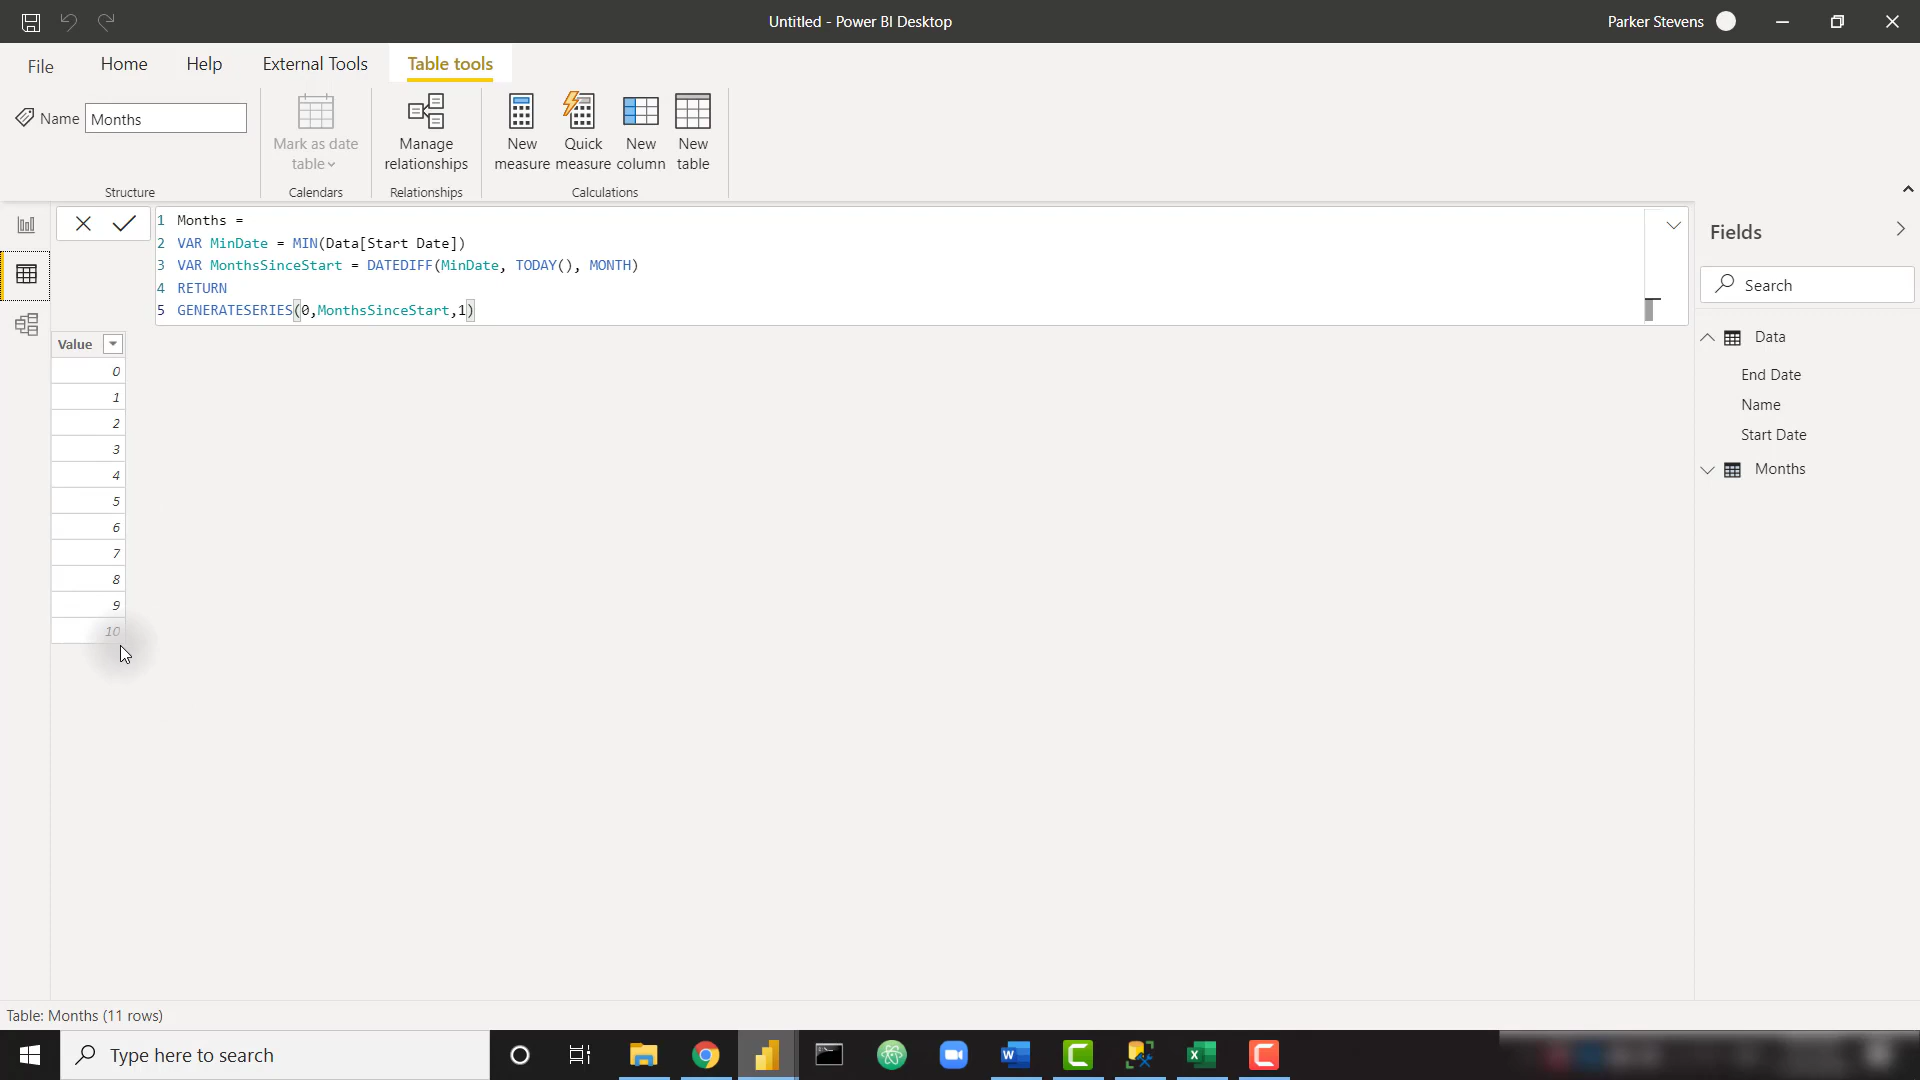 Untitled - Power BI Desktop
Parker Stevens
File
Home
Help
External Tools
Table tools
Name
Months
Mark as date
table
Manage
relationships
New
measure
Quick
measure
New
column
New
table
Structure
Calendars
Relationships
Calculations
1 Months =
2 VAR MinDate = MIN(Data[Start Date])
3 VAR MonthsSinceStart = DATEDIFF(MinDate, TODAY(), MONTH)
4 RETURN
5 GENERATESERIES(0,MonthsSinceStart,1)
Value
0
1
2
3
4
5
6
7
8
9
10
Fields
Search
Data
End Date
Name
Start Date
Months
Table: Months (11 rows)
Type here to search